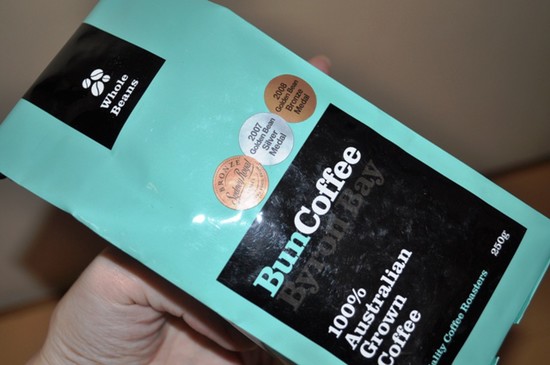 Whole
Beans
2008
Golden Bean
Bronze
Medal
2007
Golden Bean
Silver
Medal
BRONZE
BunCoffee
Byron Bay
100%
Australian
Grown
Coffee
250g
ality Coffee Roasters